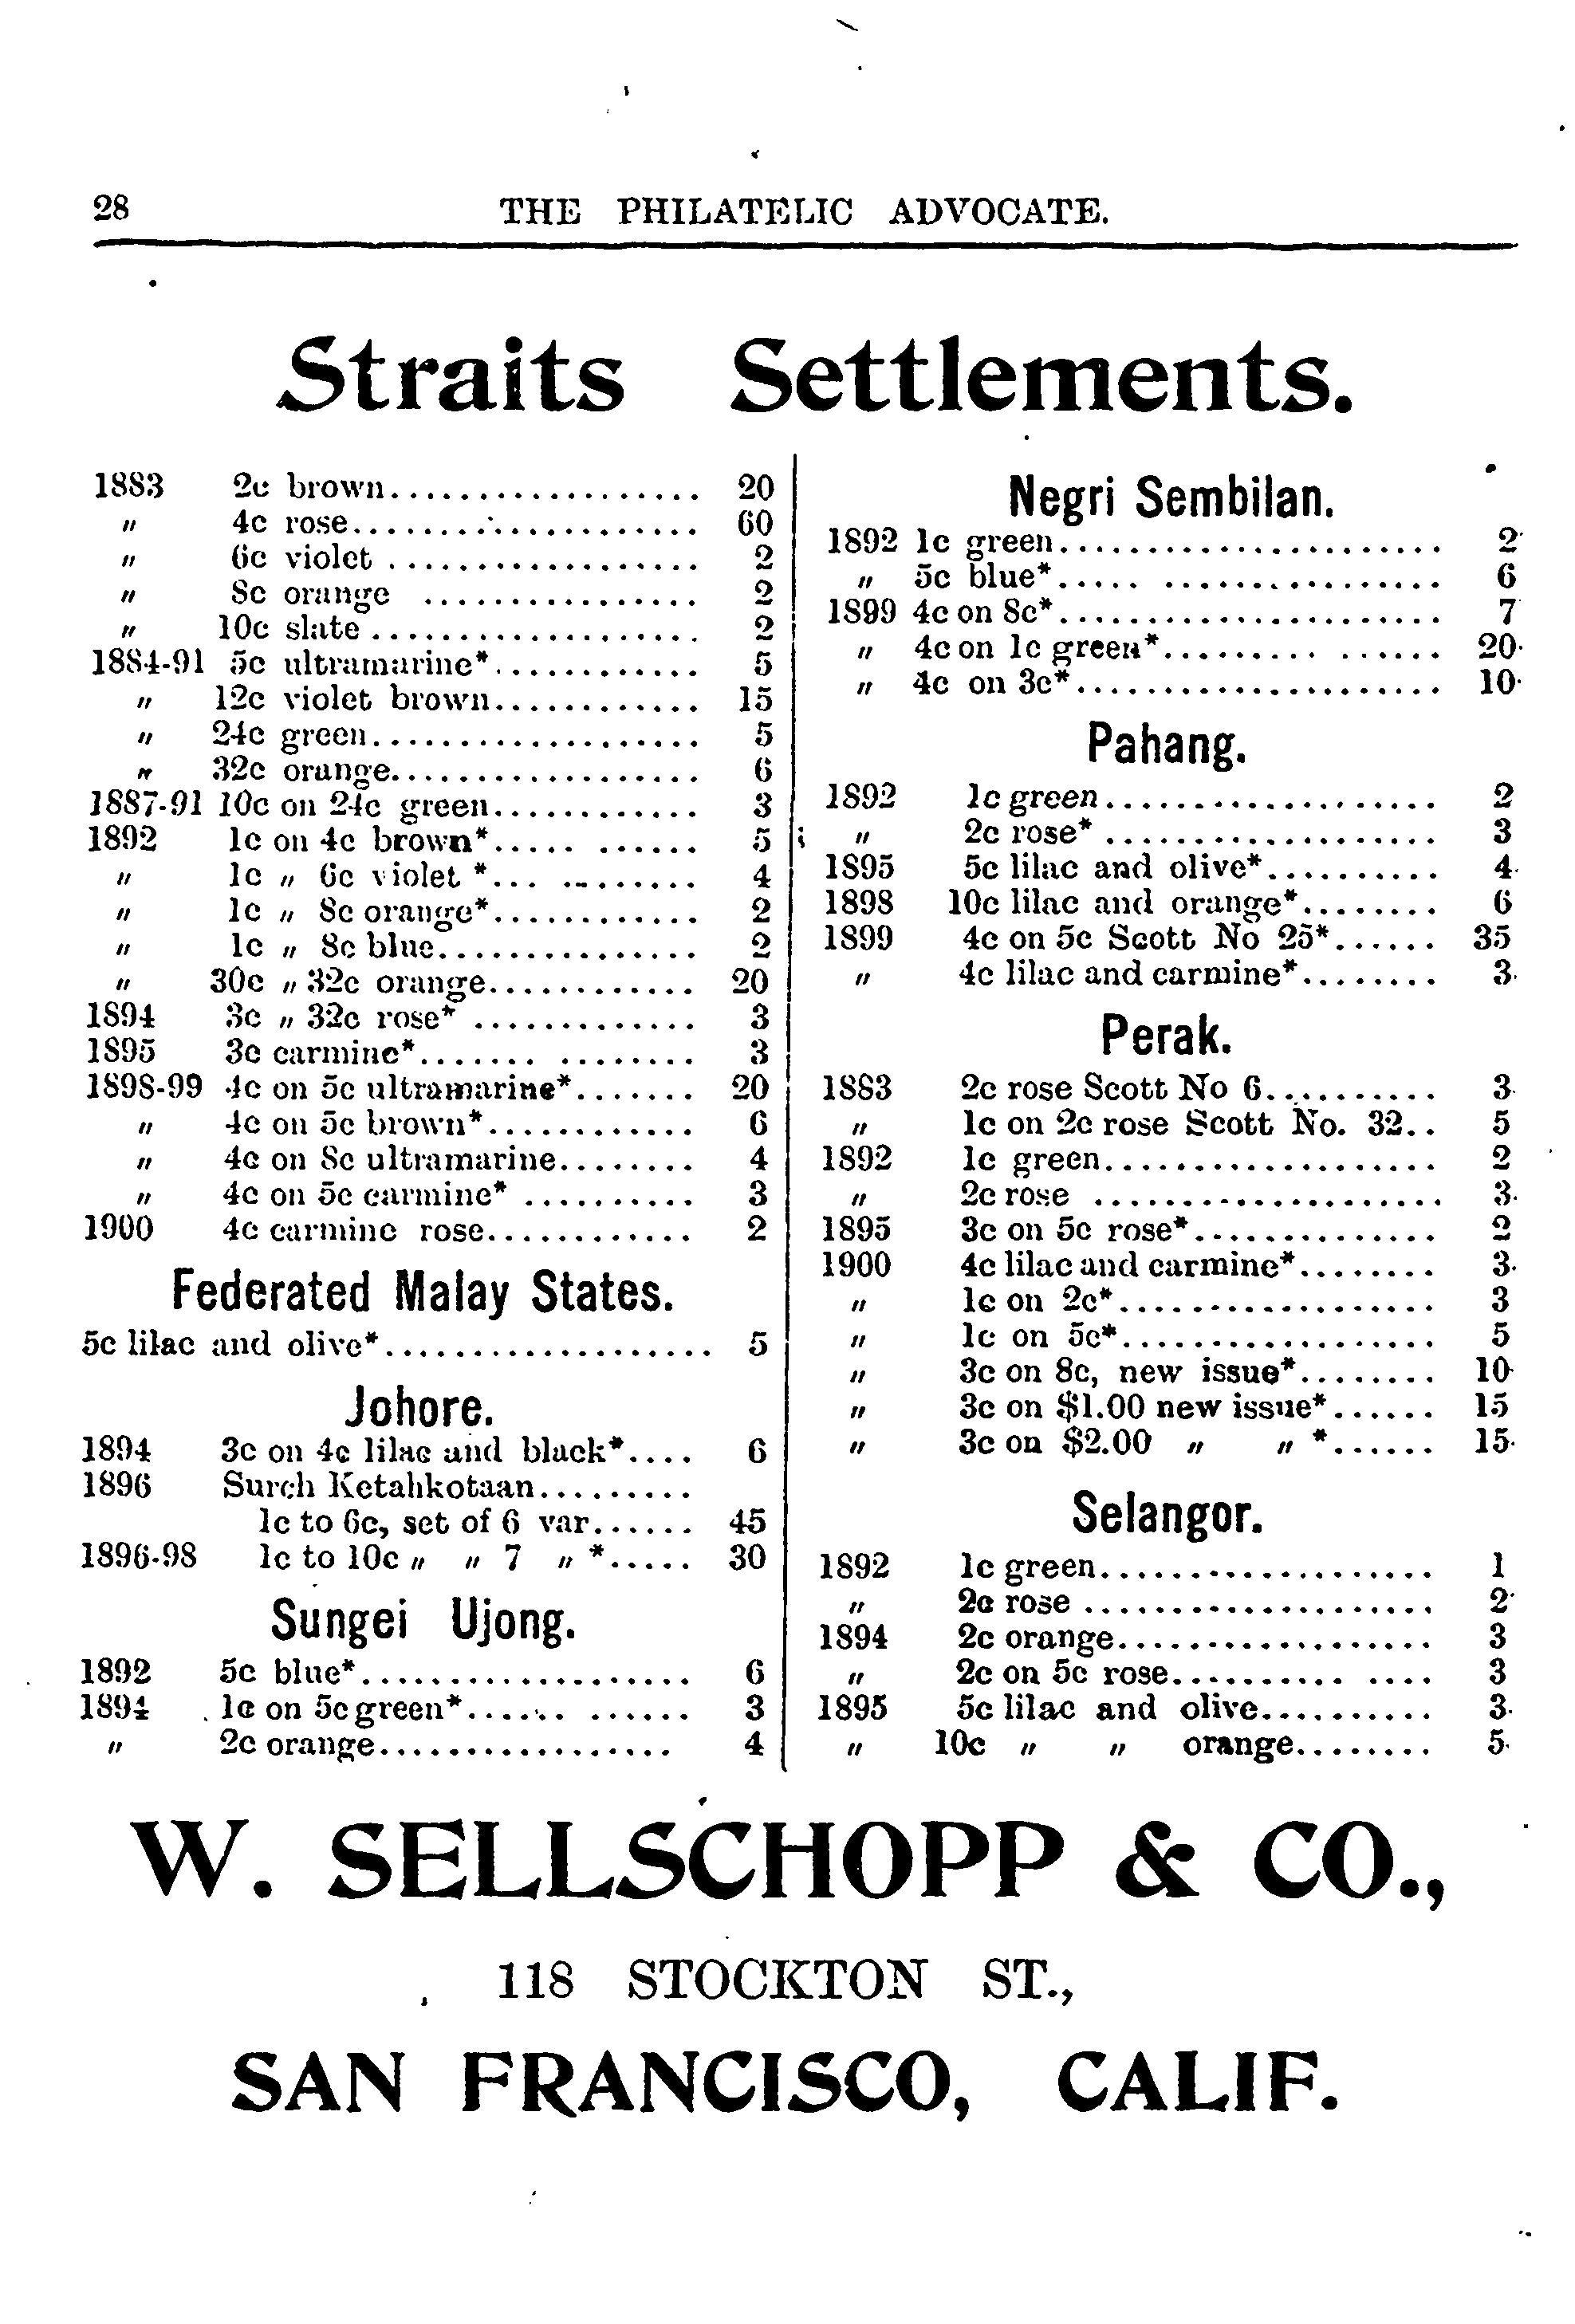 28 THE PHILATELIC ADVOCATE.
Straits Settlements.
1883 2c brown.................. 20
" 4c rose.................... 60
" 6c violet .................. 2
" 8c orange ................ 2
" 10c slate ................... 2
1884-91 5c ultramarine*............ 5
" 12c violet brown............ 15
" 24c green................... 5
" 32c orange.................. 6
1887-91 10c on 24c green............ 3
1892 1c on 4c brown*..... ...... 5
" 1c " 6c violet *... ........ 4
" 1c " 8c orange*............ 2
" 1c " 8c blue............... 2
" 30c " 32c orange............ 20
1894 3c " 32c rose* ............. 3
1895 3c carmine*....... ........ 3
1898-99 4c on 5c ultramarine*....... 20
" 4c on 5c brown*............ 6
" 4c on 8c ultramarine........ 4
" 4c on 5c carmine* .......... 3
1900 4c carmine rose............ 2
Federated Malay States.
5c lilac and olive*................... 5
Johore.
1894 3c on 4c lilac and black*.... 6
1896 Surch Ketahkotaan.........
1c to 6c, set of 6 var...... 45
1896-98 1c to 10c " " 7 " *..... 30
Sungei Ujong.
1892 5c blue*................... 6
1894 1c on 5c green*...... ...... 3
" 2c orange................. 4
Negri Sembilan.
1892 1c green...................... 2
" 5c blue*..... ................ 6
1899 4c on 8c*...................... 7
" 4c on 1c green*......... ...... 20
" 4c on 3c*..................... 10
Pahang.
1892 1c green................... 2
" 2c rose* ................... 3
1895 5c lilac and olive*.......... 4
1898 10c lilac and orange*........ 6
1899 4c on 5c Scott No 25*...... 35
" 4c lilac and carmine*........ 3
Perak.
1883 2c rose Scott No 6.......... 3
" 1c on 2c rose Scott No. 32.. 5
1892 1c green................... 2
" 2c rose .................... 3
1895 3c on 5c rose*.............. 2
1900 4c lilac and carmine*........ 3
" 1c on 2c*.................. 3
" 1c on 5c*.................. 5
" 3c on 8c, new issue*........ 10
" 3c on $1.00 new issue*...... 15
" 3c on $2.00 " " *...... 15
Selangor.
1892 1c green................... 1
" 2c rose .................... 2
1894 2c orange.................. 3
" 2c on 5c rose.......... .... 3
1895 5c lilac and olive.......... 3
" 10c " " orange........ 5
W. SELLSCHOPP & CO.,
118 STOCKTON ST.,
SAN FRANCISCO, CALIF.